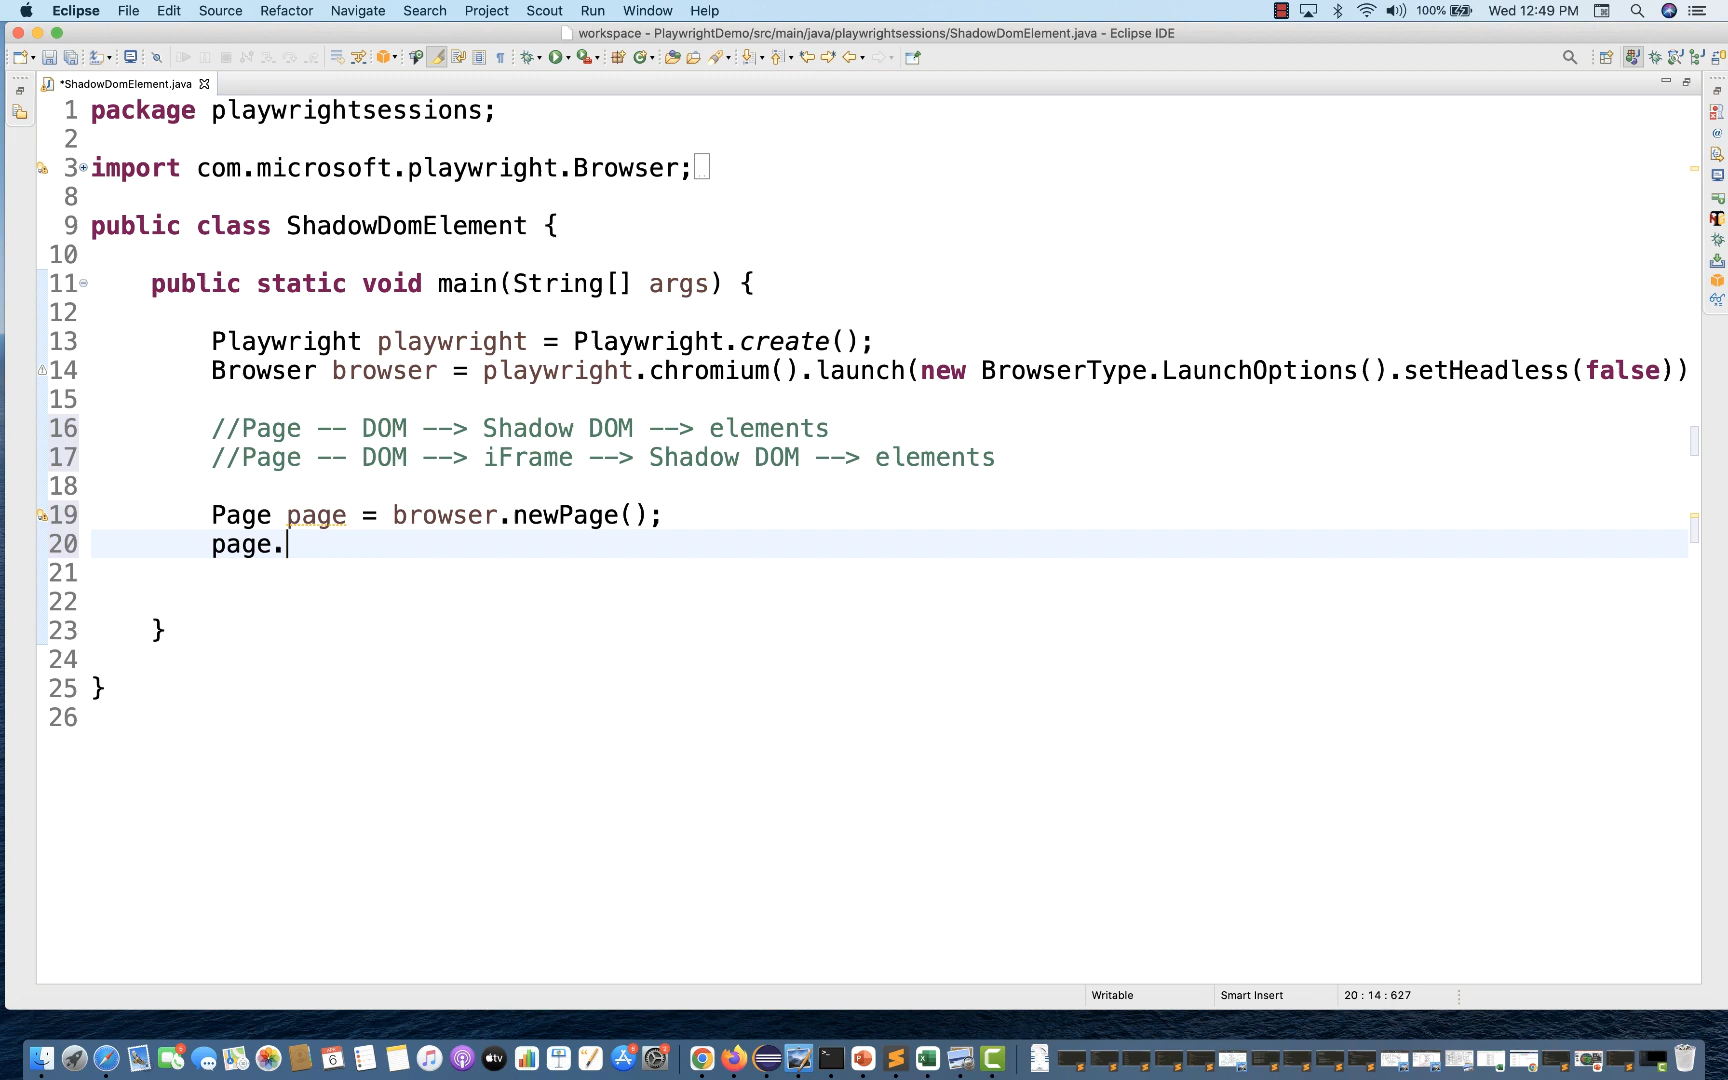 Eclipse File Edit Source Refactor Navigate Search Project Scout Run Window Help 100% Wed 12:49 PM
workspace - PlaywrightDemo/src/main/java/playwrightsessions/ShadowDomElement.java - Eclipse IDE
*ShadowDomElement.java
1 package playwrightsessions;
2
3 import com.microsoft.playwright.Browser;
8
9 public class ShadowDomElement {
10
11 public static void main(String[] args) {
12
13 Playwright playwright = Playwright.create();
14 Browser browser = playwright.chromium().launch(new BrowserType.LaunchOptions().setHeadless(false))
15
16 //Page -- DOM --> Shadow DOM --> elements
17 //Page -- DOM --> iFrame --> Shadow DOM --> elements
18
19 Page page = browser.newPage();
20 page.
21
22
23 }
24
25 }
26
Writable Smart Insert 20 : 14 : 627